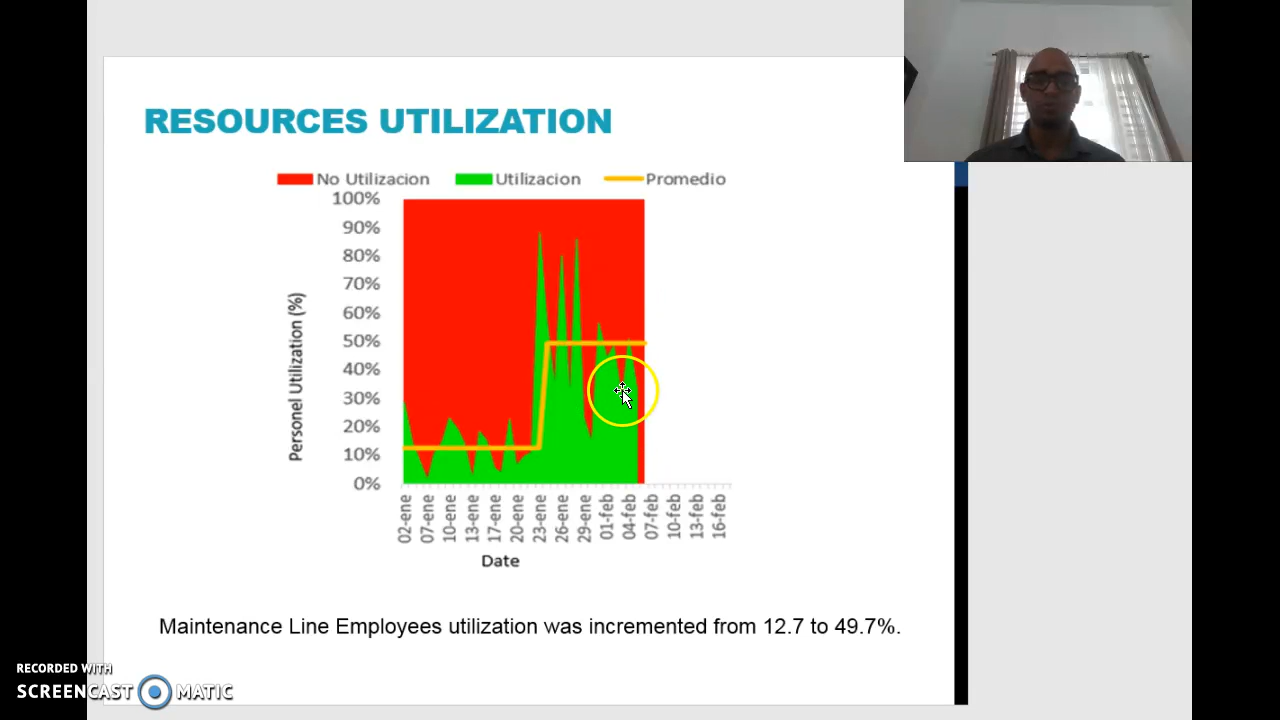 RESOURCES UTILIZATION
No Utilizacion Utilizacion Promedio
100%
90%
80%
70%
60%
50%
40%
30%
20%
10%
0%
Personel Utilization (%)
02-ene 07-ene 10-ene 13-ene 17-ene 20-ene 23-ene 26-ene 29-ene 01-feb 04-feb 07-feb 10-feb 13-feb 16-feb
Date
Maintenance Line Employees utilization was incremented from 12.7 to 49.7%.
RECORDED WITH
SCREENCAST MATIC